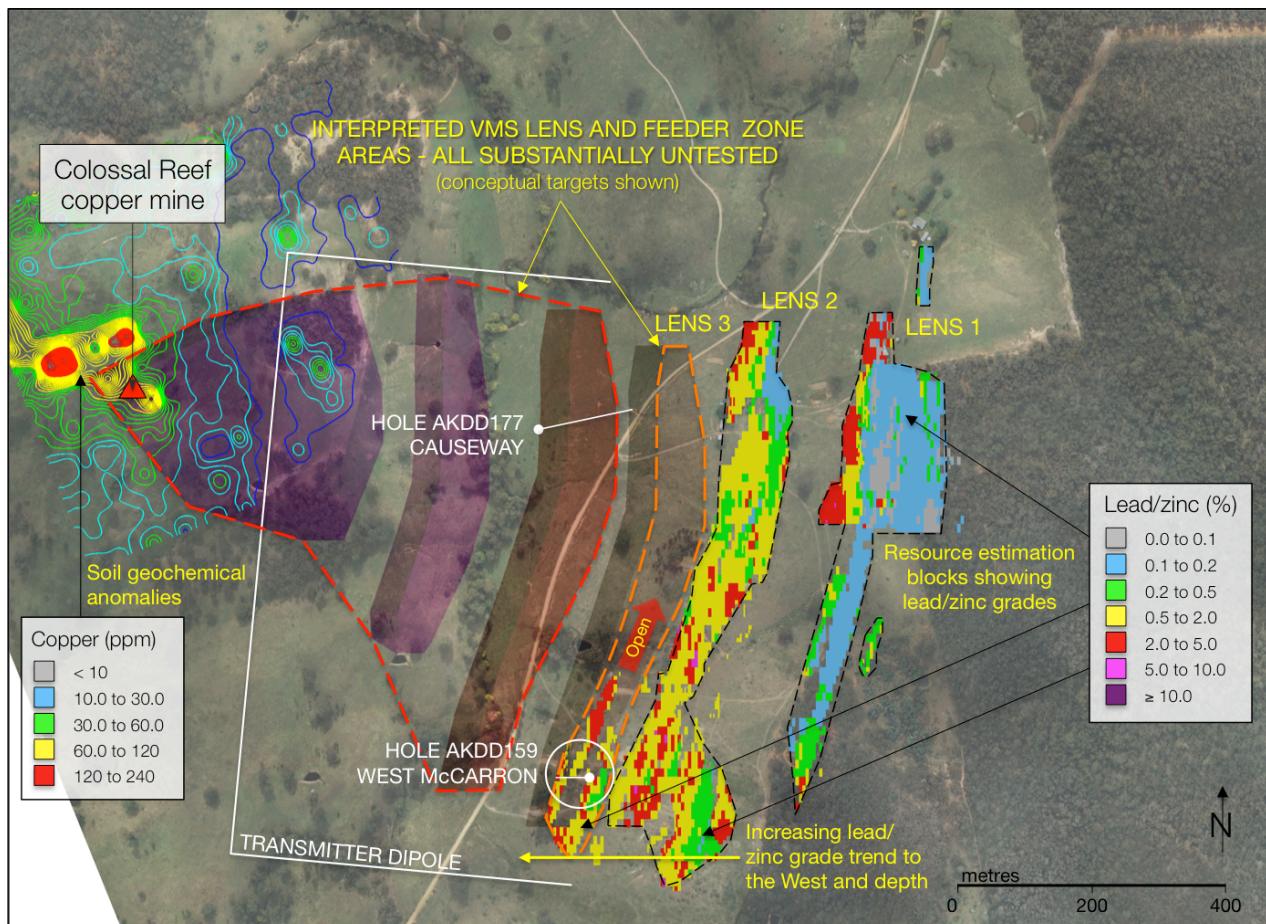 INTERPRETED VMS LENS AND FEEDER ZONE
AREAS - ALL SUBSTANTIALLY UNTESTED
(conceptual targets shown)
Colossal Reef
copper mine
LENS 3
LENS 2
LENS 1
HOLE AKDD177
CAUSEWAY
Soil geochemical
anomalies
Copper (ppm)
< 10
10.0 to 30.0
30.0 to 60.0
60.0 to 120
120 to 240
Resource estimation
blocks showing
lead/zinc grades
Lead/zinc (%)
0.0 to 0.1
0.1 to 0.2
0.2 to 0.5
0.5 to 2.0
2.0 to 5.0
5.0 to 10.0
≥ 10.0
Open
HOLE AKDD159
WEST McCARRON
TRANSMITTER DIPOLE
Increasing lead/
zinc grade trend to
the West and depth
N
metres
0
200
400